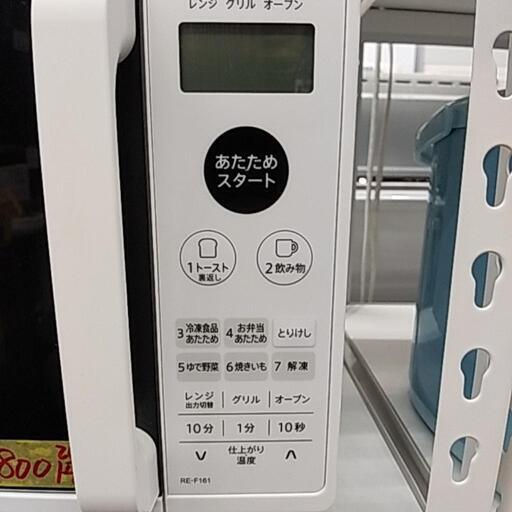 レンジ グリル オーブン
あたため
スタート
1トースト
裏返し
2飲み物
3冷凍食品
あたため
4お弁当
あたため
とりけし
5ゆで野菜
6焼きいも
7解凍
レンジ
出力切替
グリル
オーブン
10分
1分
10秒
仕上がり
温度
RE-F161
800円